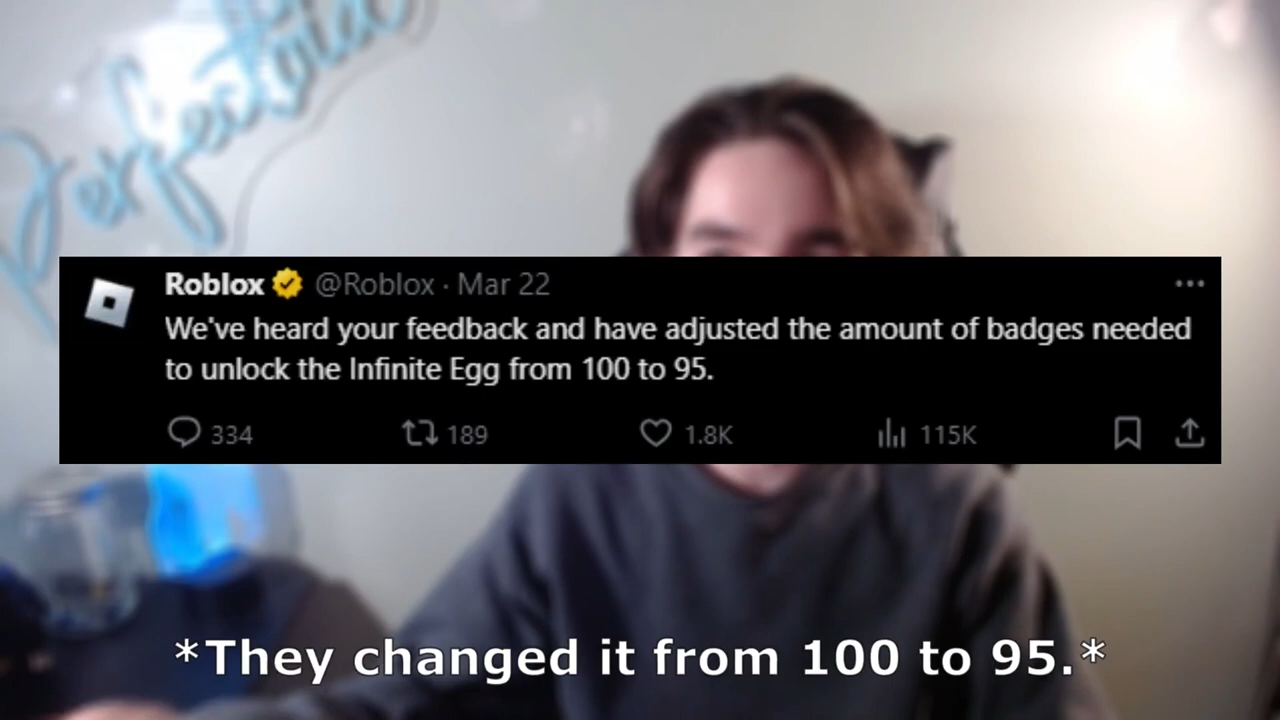 Roblox @Roblox · Mar 22
We've heard your feedback and have adjusted the amount of badges needed
to unlock the Infinite Egg from 100 to 95.
334 189 1.8K 115K
*They changed it from 100 to 95.*